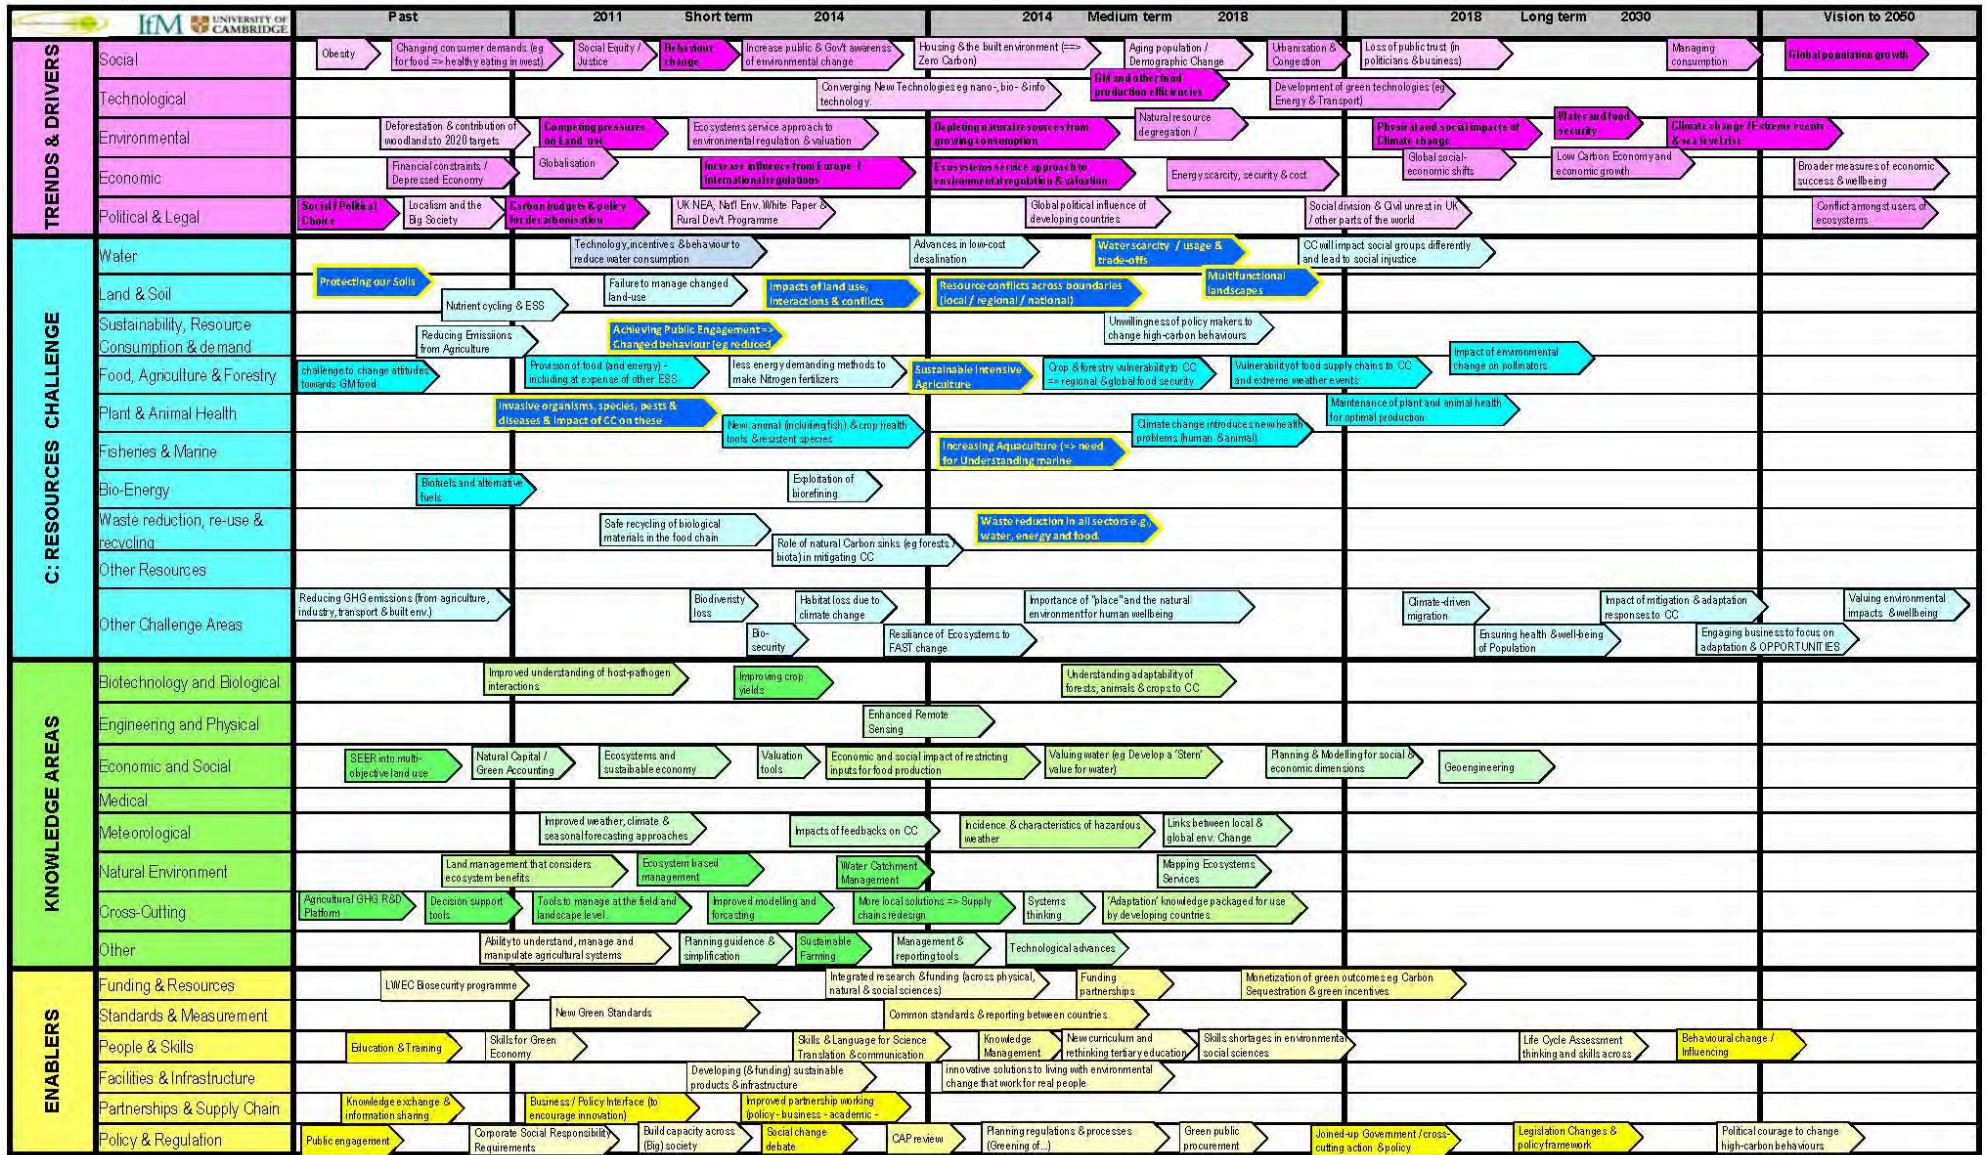 IfM UNIVERSITY OF
CAMBRIDGE
Past 2011 Short term 2014 2014 Medium term 2018 2018 Long term 2030 Vision to 2050
TRENDS & DRIVERS
Social
Obesity
Changing consumer demands (eg
for food => healthy eating in west)
Social Equity /
Justice
Behaviour
change
Increase public & Gov't awarenss
of environmental change
Housing & the built environment (==>
Zero Carbon)
Aging population /
Demographic Change
Urbanisation &
Congestion
Loss of public trust (in
politicians & business)
Managing
consumption
Global population growth
Technological
Converging New Technologies eg nano-, bio- & info
technology.
GM and other food
production efficiencies
Development of green technologies (eg
Energy & Transport)
Environmental
Deforestation & contribution of
woodlands to 2020 targets
Competing pressures
on Land-use
Ecosystems service approach to
environmental regulation & valuation
Depleting natural resources from
growing consumption
Natural resource
degregation /
Physical and social impacts of
Climate change
Water and food
security
Climate change / Extreme events
& sea level rise
Economic
Financial constraints /
Depressed Economy
Globalisation
Increase influence from Europe /
International regulations
Ecosystems service approach to
environmental regulation & valuation
Energy scarcity, security & cost
Global social-
economic shifts
Low Carbon Economy and
economic growth
Broader measures of economic
success & wellbeing
Political & Legal
Social / Political
Choice
Localism and the
Big Society
Carbon budgets & policy
for decarbonisation
UK NEA, Nat'l Env. White Paper &
Rural Dev't Programme
Global political influence of
developing countries
Social division & Civil unrest in UK
/ other parts of the world
Conflict amongst users of
ecosystems
C: RESOURCES CHALLENGE
Water
Technology, incentives & behaviour to
reduce water consumption
Advances in low-cost
desalination
Water scarcity / usage &
trade-offs
CC will impact social groups differently
and lead to social injustice
Land & Soil
Protecting our Soils
Nutrient cycling & ESS
Failure to manage changed
land-use
Impacts of land use,
interactions & conflicts
Resource conflicts across boundaries
(local / regional / national)
Multifunctional
landscapes
Sustainability, Resource
Consumption & demand
Reducing Emissiions
from Agriculture
Achieving Public Engagement =>
Changed behaviour (eg reduced
Unwillingness of policy makers to
change high-carbon behaviours
Food, Agriculture & Forestry
challenge to change attitudes
towards GM food
Provision of food (and energy) -
including at expense of other ESS
less energy demanding methods to
make Nitrogen fertilizers
Sustainable Intensive
Agriculture
Crop & forestry vulnerability to CC
=> regional & global food security
Vulnerability of food supply chains to CC
and extreme weather events
Impact of environmental
change on pollinators
Plant & Animal Health
Invasive organisms, species, pests &
diseases & impact of CC on these
New animal (including fish) & crop health
tools & resistent species
Climate change introduces new health
problems (human & animal)
Maintenance of plant and animal health
for optimal production
Fisheries & Marine
Increasing Aquaculture (=> need
for Understanding marine
Bio-Energy
Biofuels and alternative
fuels
Exploitation of
biorefining
Waste reduction, re-use &
recycling
Safe recycling of biological
materials in the food chain
Role of natural Carbon sinks (eg forests /
biota) in mitigating CC
Waste reduction in all sectors e.g.,
water, energy and food.
Other Resources
Other Challenge Areas
Reducing GHG emissions (from agriculture,
industry, transport & built env.)
Biodiveristy
loss
Bio-
security
Habitat loss due to
climate change
Resiliance of Ecosystems to
FAST change
Importance of "place" and the natural
environment for human wellbeing
Climate-driven
migration
Ensuring health & well-being
of Population
Impact of mitigation & adaptation
responses to CC
Engaging business to focus on
adaptation & OPPORTUNITIES
Valuing environmental
impacts & wellbeing
KNOWLEDGE AREAS
Biotechnology and Biological
Improved understanding of host-pathogen
interactions
Improving crop
yields
Understanding adaptability of
forests, animals & crops to CC
Engineering and Physical
Enhanced Remote
Sensing
Economic and Social
SEER into multi-
objective land use
Natural Capital /
Green Accounting
Ecosystems and
sustaibable economy
Valuation
tools
Economic and social impact of restricting
inputs for food production
Valuing water (eg Develop a 'Stern'
value for water)
Planning & Modelling for social &
economic dimensions
Geoengineering
Medical
Meteorological
Improved weather, climate &
seasonal forecasting approaches
Impacts of feedbacks on CC
Incidence & characteristics of hazardous
weather
Links between local &
global env. Change
Natural Environment
Land management that considers
ecosystem benefits
Ecosystem based
management
Water Catchment
Management
Mapping Ecosystems
Services
Cross-Cutting
Agricultural GHG R&D
Platform
Decision support
tools
Tools to manage at the field and
landscape level.
Improved modelling and
forcasting
More local solutions => Supply
chains redesign
Systems
thinking
'Adaptation' knowledge packaged for use
by developing countries
Other
Ability to understand, manage and
manipulate agricultural systems
Planning guidence &
simplification
Sustainable
Farming
Management &
reporting tools
Technological advances
ENABLERS
Funding & Resources
LWEC Biosecurity programme
Integrated research & funding (across physical,
natural & social sciences)
Funding
partnerships
Monetization of green outcomes eg Carbon
Sequestration & green incentives
Standards & Measurement
New Green Standards
Common standards & reporting between countries
People & Skills
Education & Training
Skills for Green
Economy
Skills & Language for Science
Translation & communication
Knowledge
Management
New curriculum and
rethinking tertiary education
Skills shortages in environmental
social sciences
Life Cycle Assessment
thinking and skills across
Behavioural change /
Influencing
Facilities & Infrastructure
Developing (& funding) sustainable
products & infrastructure
innovative solutions to living with environmental
change that work for real people
Partnerships & Supply Chain
Knowledge exchange &
information sharing
Business / Policy Interface (to
encourage innovation)
Improved partnership working
(policy - business - academic -
Policy & Regulation
Public engagement
Corporate Social Responsibility
Requirements
Build capacity across
(Big) society
Social change
debate
CAP review
Planning regulations & processes
(Greening of...)
Green public
procurement
Joined-up Government / cross-
cutting action & policy
Legislation Changes &
policy framework
Political courage to change
high-carbon behaviours